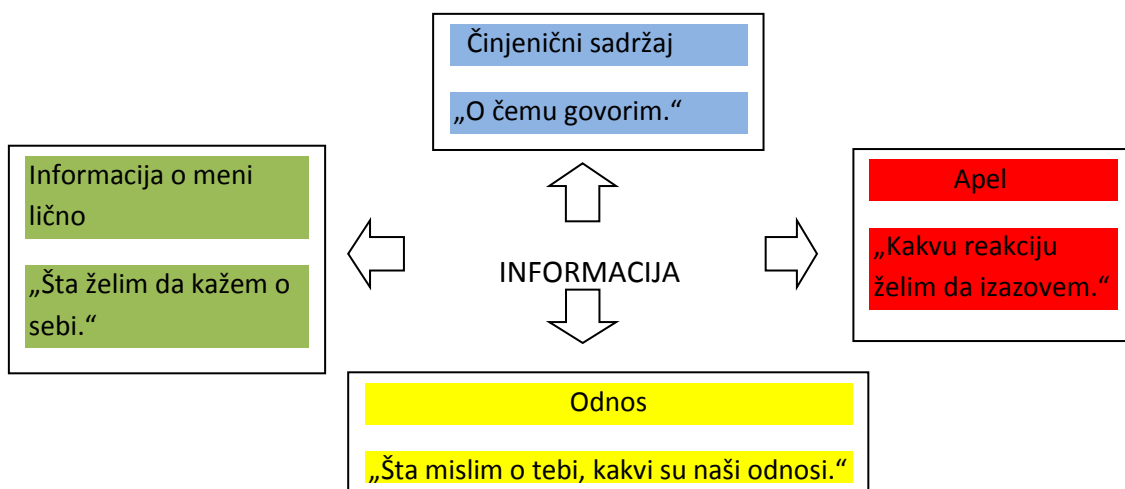 Činjenični sadržaj
„O čemu govorim.“
Informacija o meni
lično
„Šta želim da kažem o
sebi.“
INFORMACIJA
Apel
„Kakvu reakciju
želim da izazovem.“
Odnos
„Šta mislim o tebi, kakvi su naši odnosi.“